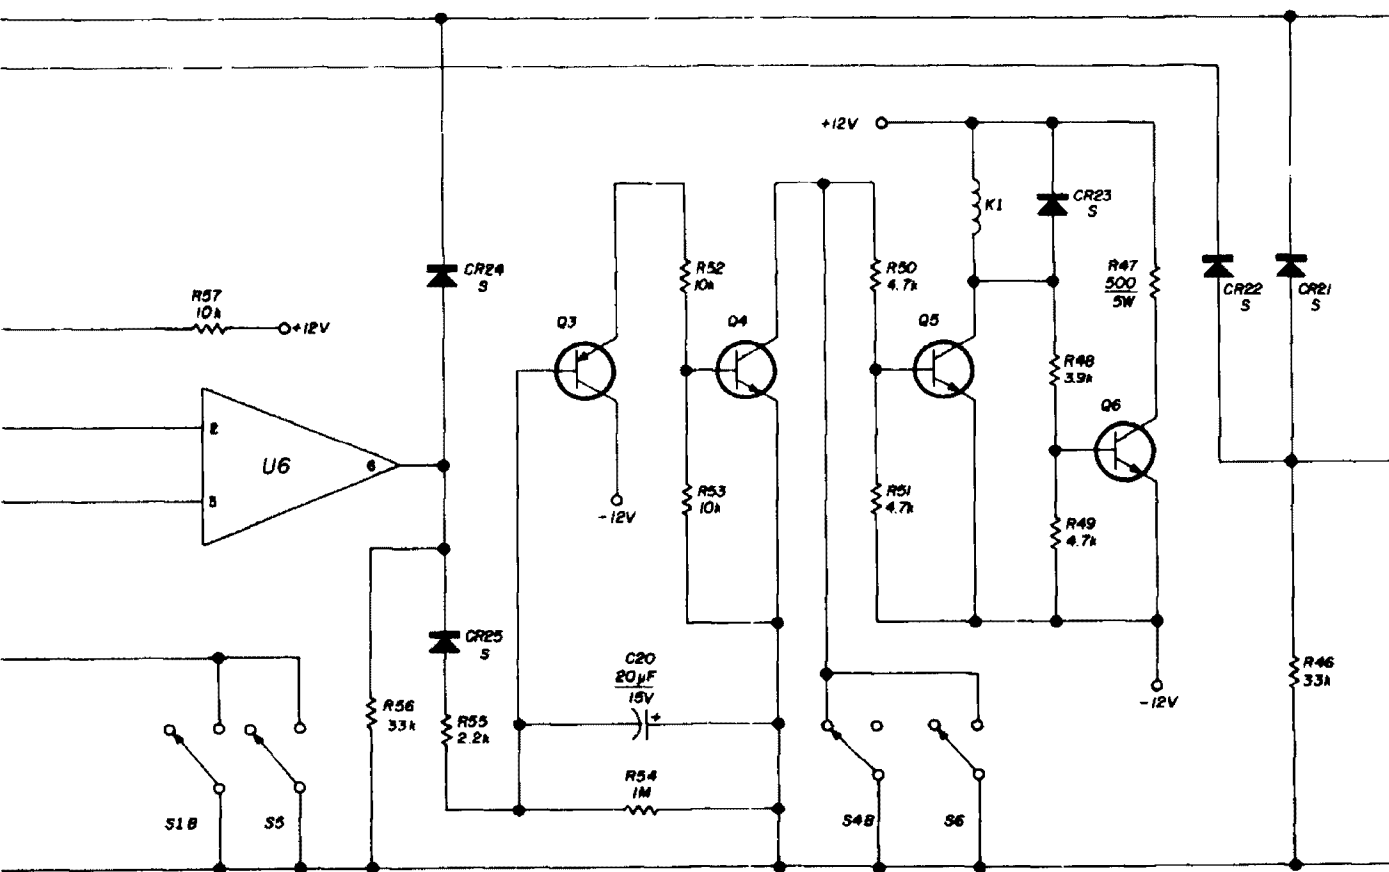 +12V
K1
CR23
S
CR24
S
R57
10k
+12V
Q3
R52
10k
Q4
R50
4.7k
Q5
R47
500
5W
CR22
S
CR21
S
R48
3.9k
Q6
2
U6
6
3
R53
10k
-12V
R51
4.7k
R49
4.7k
CR25
S
C20
20µF
15V
+
R56
33k
R55
2.2k
R54
1M
-12V
R46
33k
S1B
S5
S4B
S6